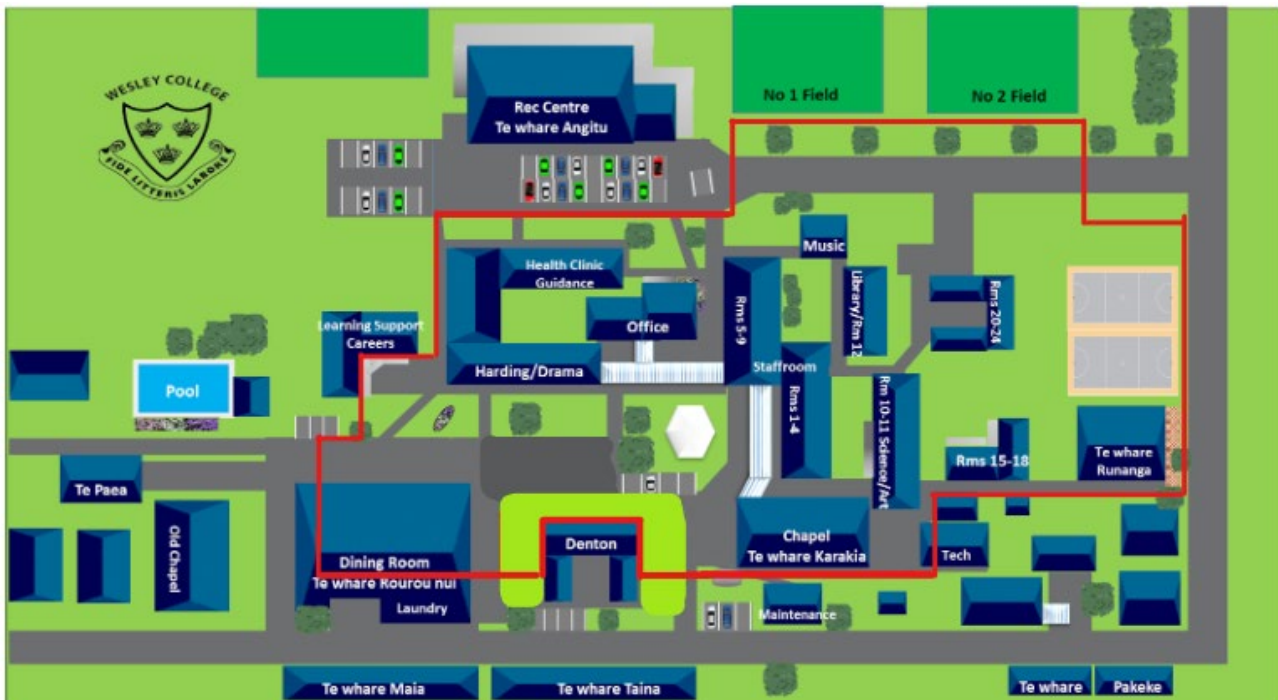 WESLEY COLLEGE
FIDE LITTERIS LABORE
Rec Centre
Te whare Angitu
No 1 Field
No 2 Field
Music
Health Clinic
Guidance
Library/Rm 12
Rms 20-24
Rms 5-9
Office
Learning Support
Careers
Harding/Drama
Staffroom
Pool
Rms 1-4
Rm 10-11 Science/Art
Rms 15-18
Te whare
Runanga
Te Paea
Old Chapel
Dining Room
Te whare Rourou nui
Laundry
Denton
Chapel
Te whare Karakia
Tech
Maintenance
Te whare Maia
Te whare Taina
Te whare
Pakeke